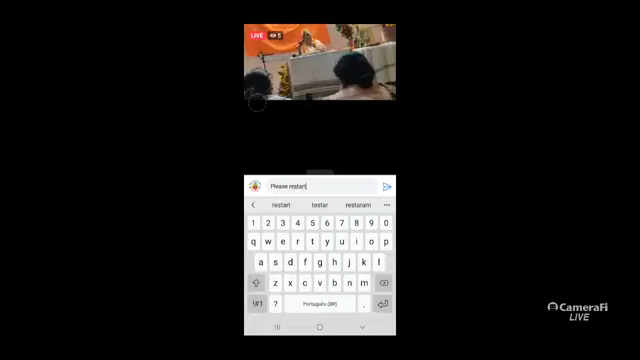 LIVE 5
Please restart
restart testar restaram
1 2 3 4 5 6 7 8 9 0
q w e r t y u i o p
a s d f g h j k l
z x c v b n m
!#1 ? Português (BR) .
CameraFi
LIVE